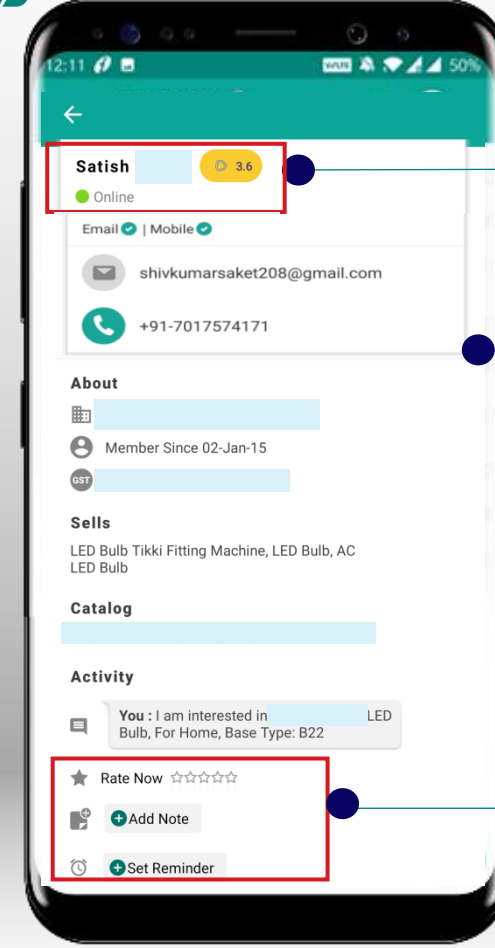 12:11
VoLTE
50%
Satish
3.6
Online
Email | Mobile
shivkumarsaket208@gmail.com
+91-7017574171
About
Member Since 02-Jan-15
GST
Sells
LED Bulb Tikki Fitting Machine, LED Bulb, AC
LED Bulb
Catalog
Activity
You : I am interested in LED
Bulb, For Home, Base Type: B22
Rate Now
Add Note
Set Reminder